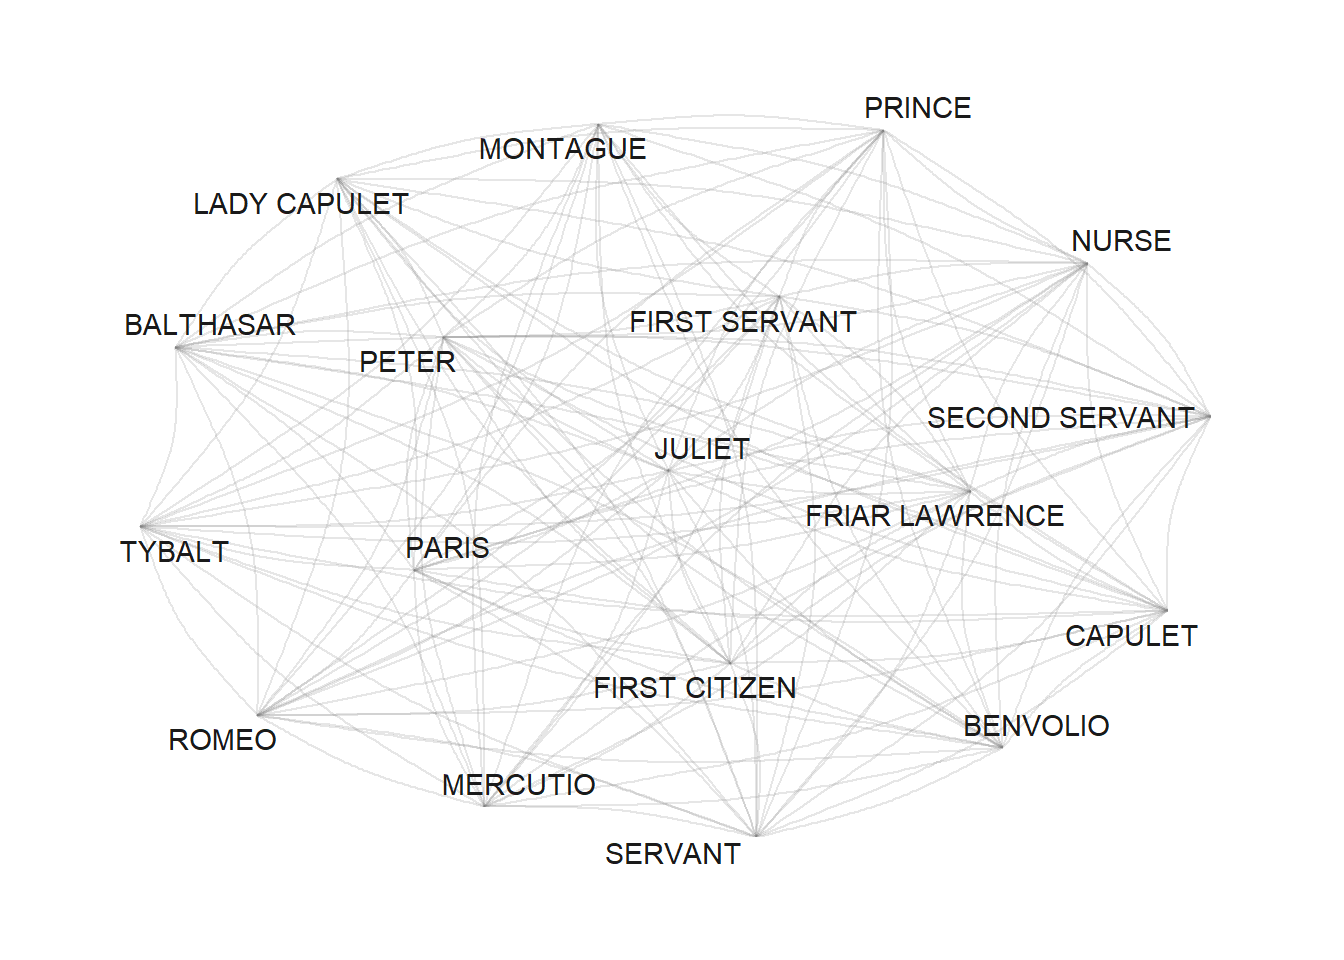 PRINCE
MONTAGUE
LADY CAPULET
NURSE
BALTHASAR
FIRST SERVANT
PETER
SECOND SERVANT
JULIET
FRIAR LAWRENCE
PARIS
TYBALT
CAPULET
FIRST CITIZEN
BENVOLIO
ROMEO
MERCUTIO
SERVANT